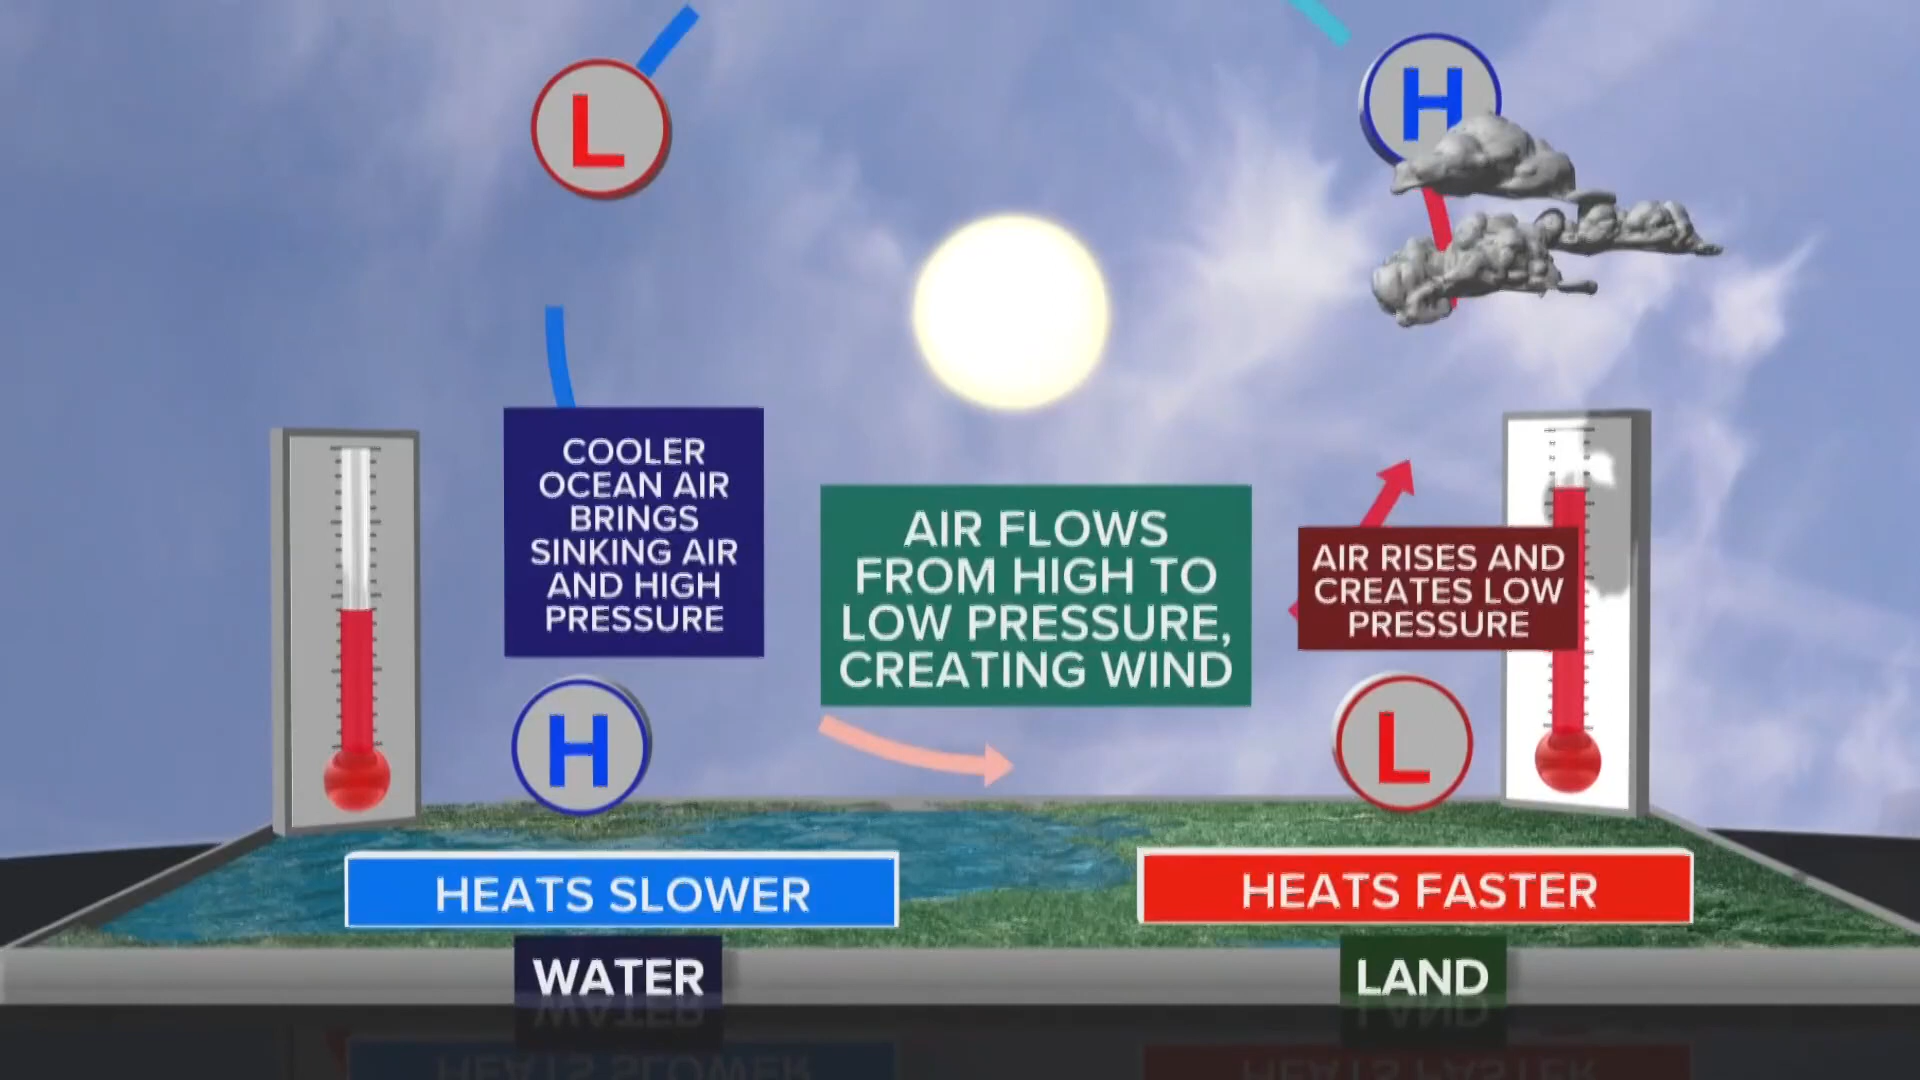 L
H
COOLER
OCEAN AIR
BRINGS
SINKING AIR
AND HIGH
PRESSURE
AIR FLOWS
FROM HIGH TO
LOW PRESSURE,
CREATING WIND
AIR RISES AND
CREATES LOW
PRESSURE
H
L
HEATS SLOWER
HEATS FASTER
WATER
LAND